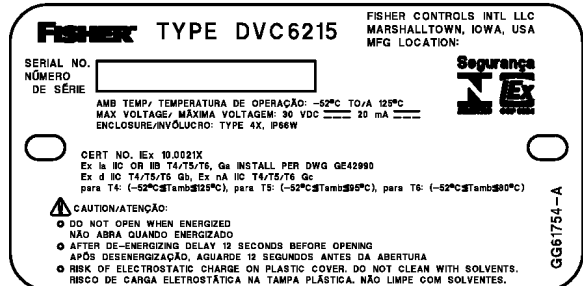 FISHER TYPE DVC6215
FISHER CONTROLS INTL LLC
MARSHALLTOWN, IOWA, USA
MFG LOCATION:
SERIAL NO.
NÚMERO
DE SÉRIE
Segurança
IEx
AMB TEMP/ TEMPERATURA DE OPERAÇÃO: -52°C TO/A 125°C
MAX VOLTAGE/ MÁXIMA VOLTAGEM: 30 VDC 20 mA
ENCLOSURE/INVÓLUCRO: TYPE 4X, IP66W
CERT NO. IEx 10.0021X
Ex ia IIC OR IIB T4/T5/T6, Ga INSTALL PER DWG GE42990
Ex d IIC T4/T5/T6 Gb, Ex nA IIC T4/T5/T6 Gc
para T4: (-52°C≤Tamb≤125°C), para T5: (-52°C≤Tamb≤95°C), para T6: (-52°C≤Tamb≤80°C)
CAUTION/ATENÇÃO:
DO NOT OPEN WHEN ENERGIZED
NÃO ABRA QUANDO ENERGIZADO
AFTER DE-ENERGIZING DELAY 12 SECONDS BEFORE OPENING
APÓS DESENERGIZAÇÃO, AGUARDE 12 SEGUNDOS ANTES DA ABERTURA
RISK OF ELECTROSTATIC CHARGE ON PLASTIC COVER. DO NOT CLEAN WITH SOLVENTS.
RISCO DE CARGA ELETROSTÁTICA NA TAMPA PLÁSTICA. NÃO LIMPE COM SOLVENTES.
GG61754-A